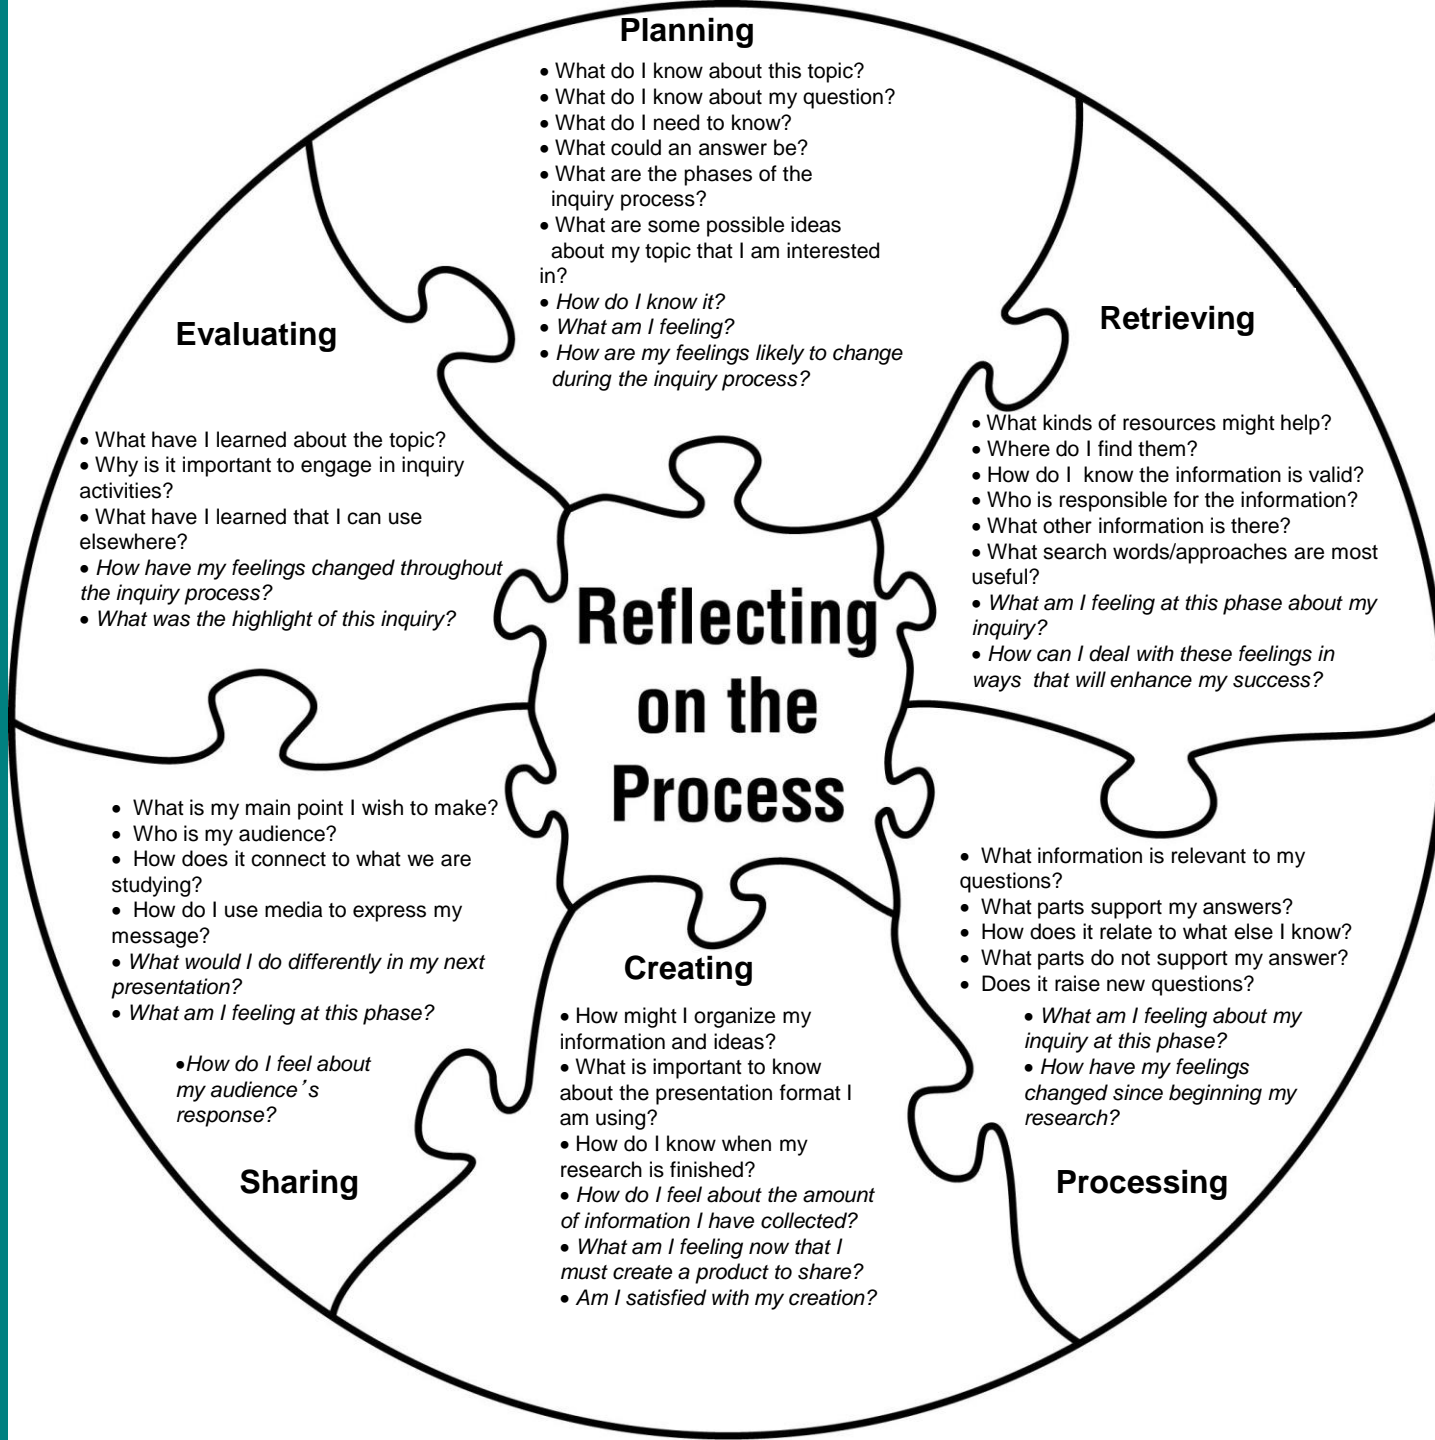 Planning
• What do I know about this topic?
• What do I know about my question?
• What do I need to know?
• What could an answer be?
• What are the phases of the
inquiry process?
• What are some possible ideas
about my topic that I am interested
in?
• How do I know it?
• What am I feeling?
• How are my feelings likely to change
during the inquiry process?
Retrieving
• What kinds of resources might help?
• Where do I find them?
• How do I  know the information is valid?
• Who is responsible for the information?
• What other information is there?
• What search words/approaches are most
useful?
• What am I feeling at this phase about my
inquiry?
• How can I deal with these feelings in
ways  that will enhance my success?
• What information is relevant to my
questions?
• What parts support my answers?
• How does it relate to what else I know?
• What parts do not support my answer?
• Does it raise new questions?
• What am I feeling about my
inquiry at this phase?
• How have my feelings
changed since beginning my
research?
Processing
Creating
• How might I organize my
information and ideas?
• What is important to know
about the presentation format I
am using?
• How do I know when my
research is finished?
• How do I feel about the amount
of information I have collected?
• What am I feeling now that I
must create a product to share?
• Am I satisfied with my creation?
• What is my main point I wish to make?
• Who is my audience?
• How does it connect to what we are
studying?
• How do I use media to express my
message?
• What would I do differently in my next
presentation?
• What am I feeling at this phase?
•How do I feel about
my audience's
response?
Sharing
Evaluating
• What have I learned about the topic?
• Why is it important to engage in inquiry
activities?
• What have I learned that I can use
elsewhere?
• How have my feelings changed throughout
the inquiry process?
• What was the highlight of this inquiry?
Reflecting
on the
Process